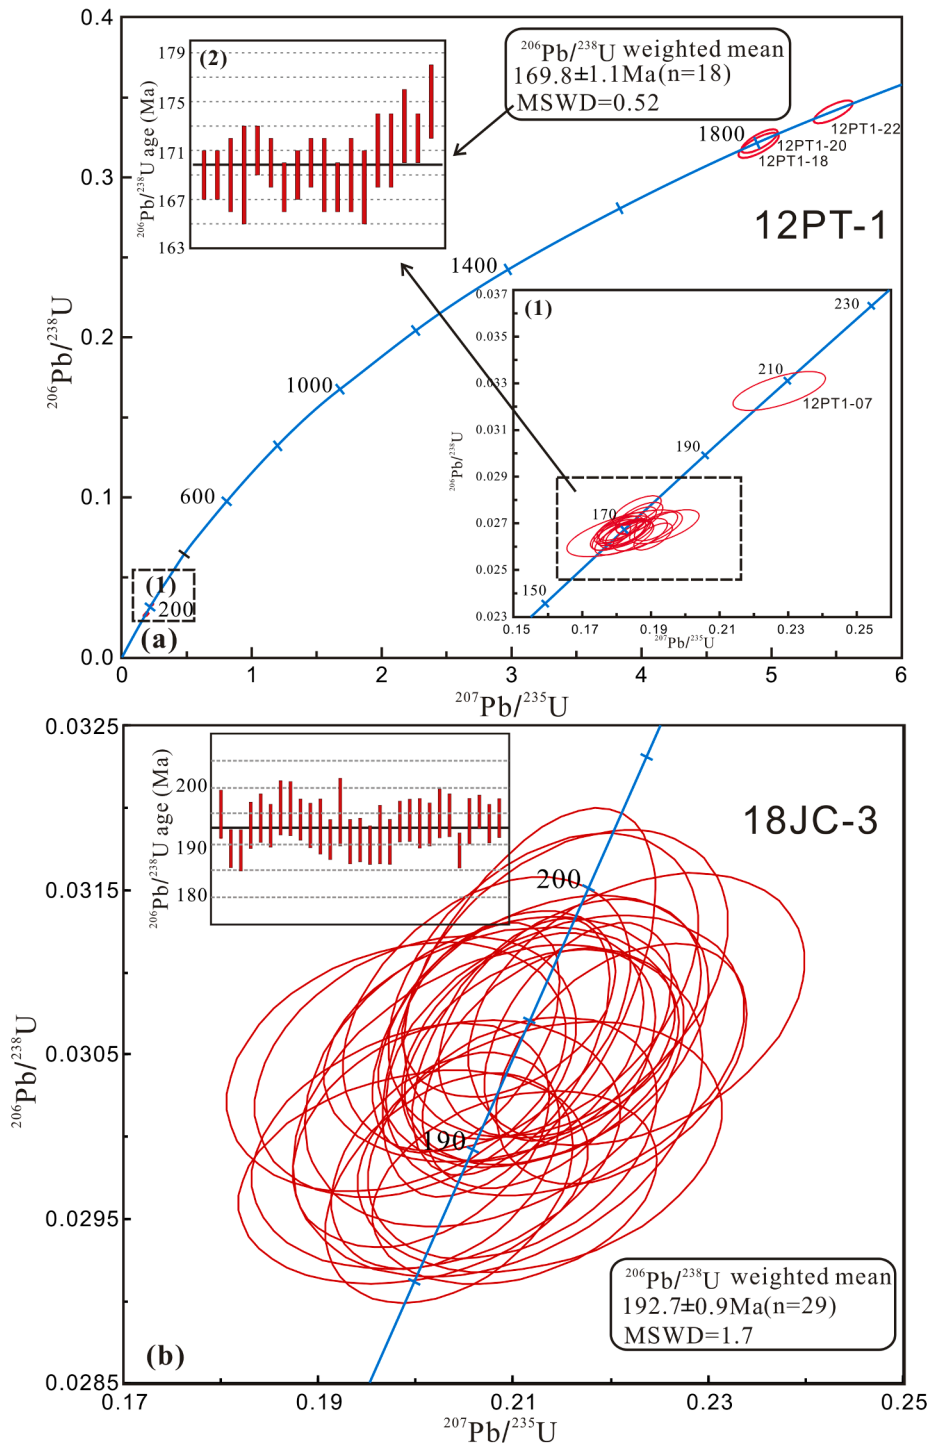 0.4
0.3
0.2
0.1
0.0
²⁰⁶Pb/²³⁸U
0 1 2 3 4 5 6
²⁰⁷Pb/²³⁵U
(2)
179
175
171
167
163
²⁰⁶Pb/²³⁸U age (Ma)
²⁰⁶Pb/²³⁸U weighted mean
169.8±1.1Ma(n=18)
MSWD=0.52
1800
12PT1-22
12PT1-20
12PT1-18
12PT-1
1400
1000
600
(1)
200
(a)
(1)
0.037
0.035
0.033
0.031
0.029
0.027
0.025
0.023
²⁰⁶Pb/²³⁸U
230
210
12PT1-07
190
170
150
0.15 0.17 0.19 0.21 0.23 0.25
²⁰⁷Pb/²³⁵U
0.0325
0.0315
0.0305
0.0295
0.0285
²⁰⁶Pb/²³⁸U
200
190
180
²⁰⁶Pb/²³⁸U age (Ma)
18JC-3
200
190
²⁰⁶Pb/²³⁸U weighted mean
192.7±0.9Ma(n=29)
MSWD=1.7
(b)
0.17 0.19 0.21 0.23 0.25
²⁰⁷Pb/²³⁵U